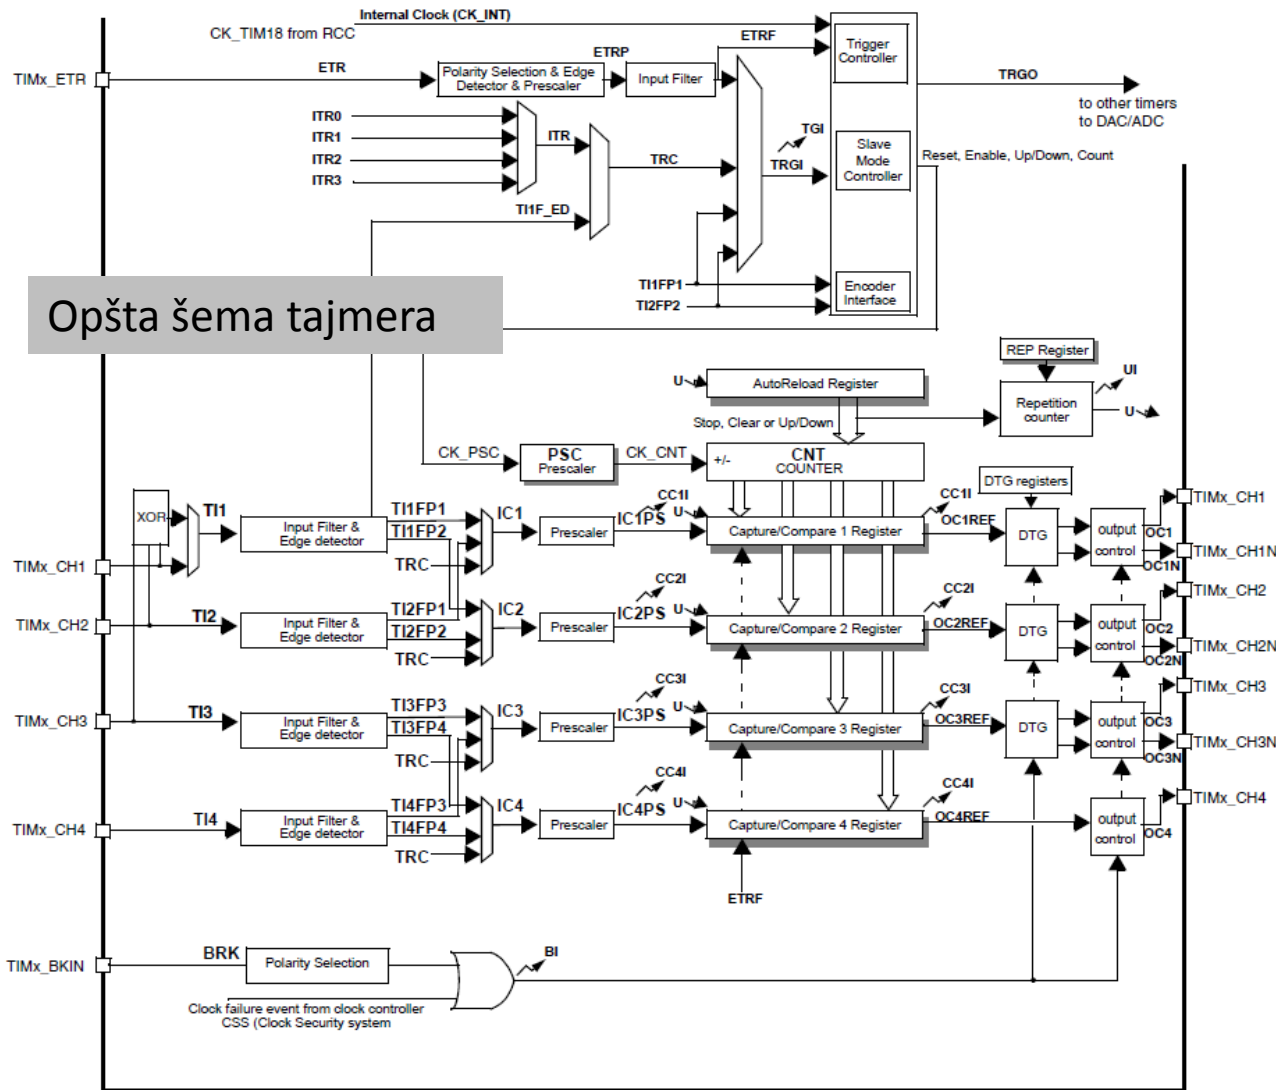 Internal Clock (CK_INT)
CK_TIM18 from RCC
ETRF
Trigger
Controller
ETRP
TIMx_ETR
ETR
Polarity Selection & Edge
Detector & Prescaler
Input Filter
TRGO
to other timers
to DAC/ADC
ITR0
ITR1
ITR2
ITR3
ITR
TRC
TGI
TRGI
Slave
Mode
Controller
Reset, Enable, Up/Down, Count
TI1F_ED
TI1FP1
TI2FP2
Encoder
Interface
Opšta šema tajmera
REP Register
U
AutoReload Register
UI
Repetition
counter
U
Stop, Clear or Up/Down
CK_PSC
PSC
Prescaler
CK_CNT
+/-
CNT
COUNTER
DTG registers
XOR
TI1
Input Filter &
Edge detector
TI1FP1
TI1FP2
TRC
IC1
Prescaler
CC1I
IC1PS
U
Capture/Compare 1 Register
CC1I
OC1REF
DTG
output
control
OC1
OC1N
TIMx_CH1
TIMx_CH1N
TIMx_CH1
TIMx_CH2
TI2
Input Filter &
Edge detector
TI2FP1
TI2FP2
TRC
IC2
Prescaler
CC2I
IC2PS
U
Capture/Compare 2 Register
CC2I
OC2REF
DTG
output
control
OC2
OC2N
TIMx_CH2
TIMx_CH2N
TIMx_CH3
TI3
Input Filter &
Edge detector
TI3FP3
TI3FP4
TRC
IC3
Prescaler
CC3I
IC3PS
U
Capture/Compare 3 Register
CC3I
OC3REF
DTG
output
control
OC3
OC3N
TIMx_CH3
TIMx_CH3N
TIMx_CH4
TI4
Input Filter &
Edge detector
TI4FP3
TI4FP4
TRC
IC4
Prescaler
CC4I
IC4PS
U
Capture/Compare 4 Register
CC4I
OC4REF
output
control
OC4
TIMx_CH4
ETRF
TIMx_BKIN
BRK
Polarity Selection
BI
Clock failure event from clock controller
CSS (Clock Security system